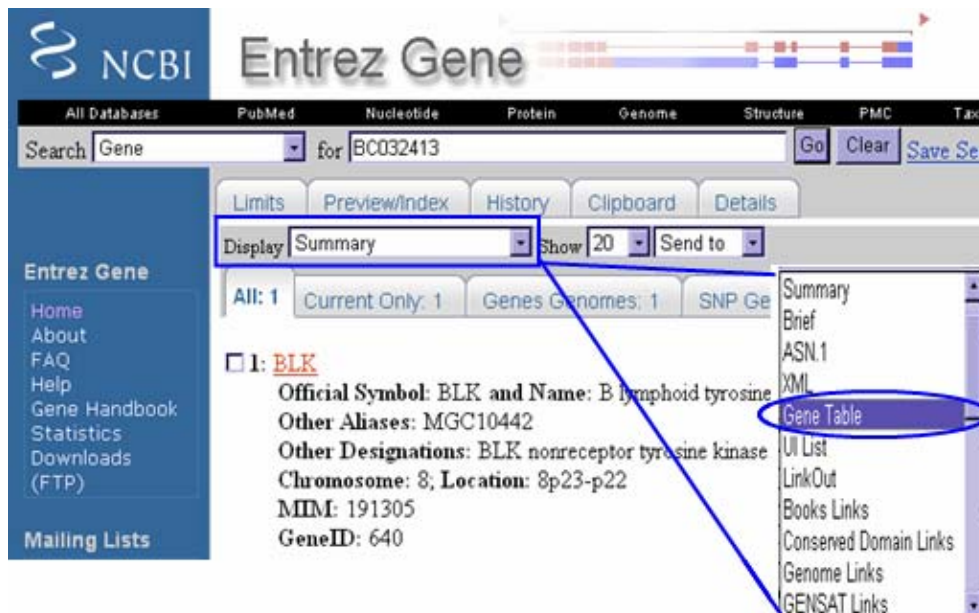 NCBI Entrez Gene
All Databases PubMed Nucleotide Protein Genome Structure PMC Tax
Search Gene for BC032413 Go Clear Save Se
Limits Preview/Index History Clipboard Details
Display Summary Show 20 Send to
All: 1 Current Only: 1 Genes Genomes: 1 SNP Ge
Entrez Gene
Home
About
FAQ
Help
Gene Handbook
Statistics
Downloads
(FTP)
Mailing Lists
1: BLK
Official Symbol: BLK and Name: B lymphoid tyrosine
Other Aliases: MGC10442
Other Designations: BLK nonreceptor tyrosine kinase
Chromosome: 8; Location: 8p23-p22
MIM: 191305
GeneID: 640
Summary
Brief
ASN.1
XML
Gene Table
UI List
LinkOut
Books Links
Conserved Domain Links
Genome Links
GENSAT Links